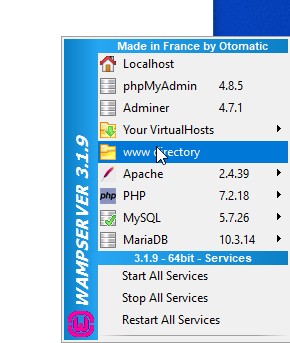 Made in France by Otomatic
Localhost
phpMyAdmin 4.8.5
Adminer 4.7.1
Your VirtualHosts
www directory
Apache 2.4.39
php PHP 7.2.18
MySQL 5.7.26
MariaDB 10.3.14
3.1.9 - 64bit - Services
Start All Services
Stop All Services
Restart All Services
WAMPSERVER 3.1.9